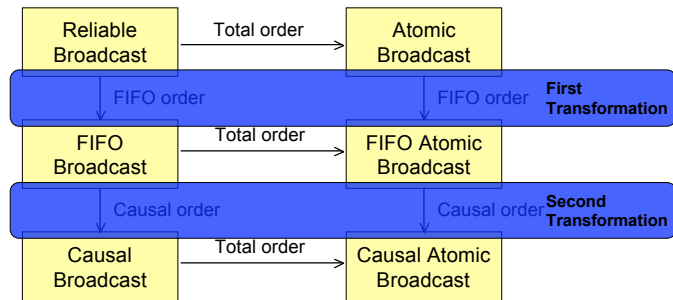 Reliable
Broadcast
Total order
Atomic
Broadcast
FIFO order
FIFO order
First
Transformation
FIFO
Broadcast
Total order
FIFO Atomic
Broadcast
Causal order
Causal order
Second
Transformation
Causal
Broadcast
Total order
Causal Atomic
Broadcast